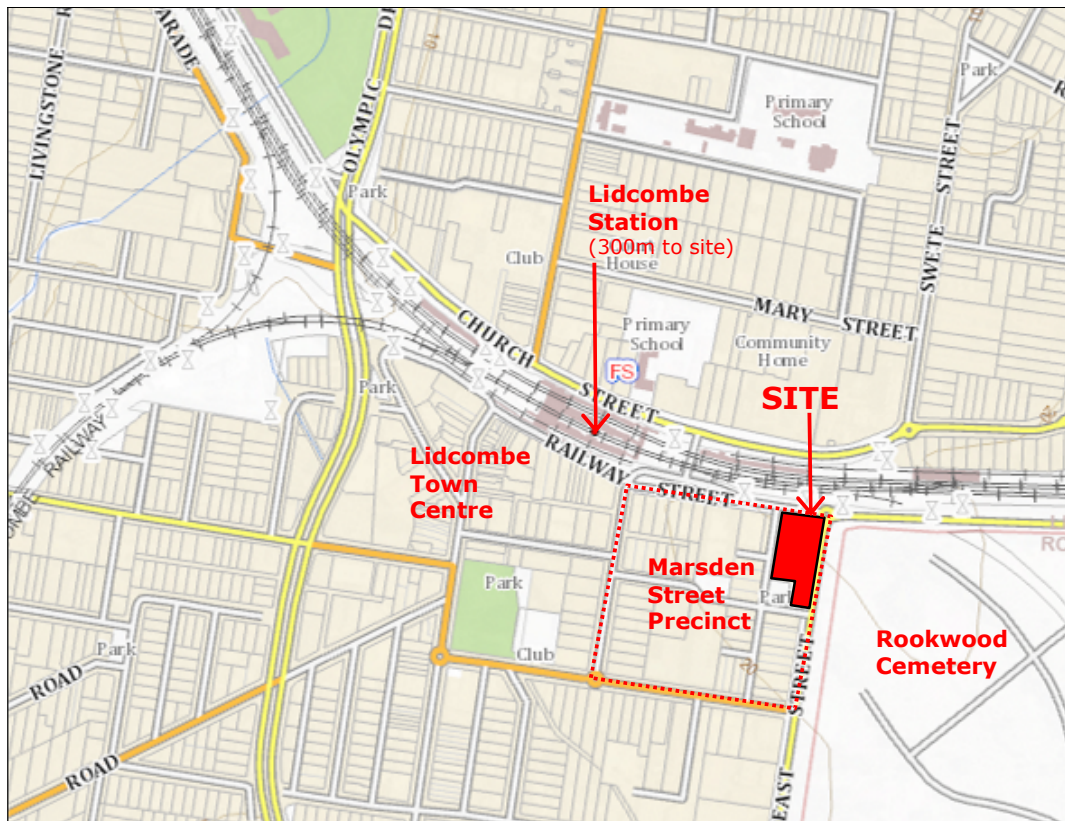 PARADE
LIVINGSTONE
OLYMPIC
Park
Primary
School
Park
Lidcombe
Station
(300m to site)
House
Club
SWETE STREET
MARY STREET
CHURCH
STREET
Primary
School
Community
Home
FS
SITE
Park
RAILWAY
RAILWAY
STREET
Lidcombe
Town
Centre
Marsden
Street
Precinct
Park
Park
Rookwood
Cemetery
Park
Club
ROAD
ROAD
STREET
EAST